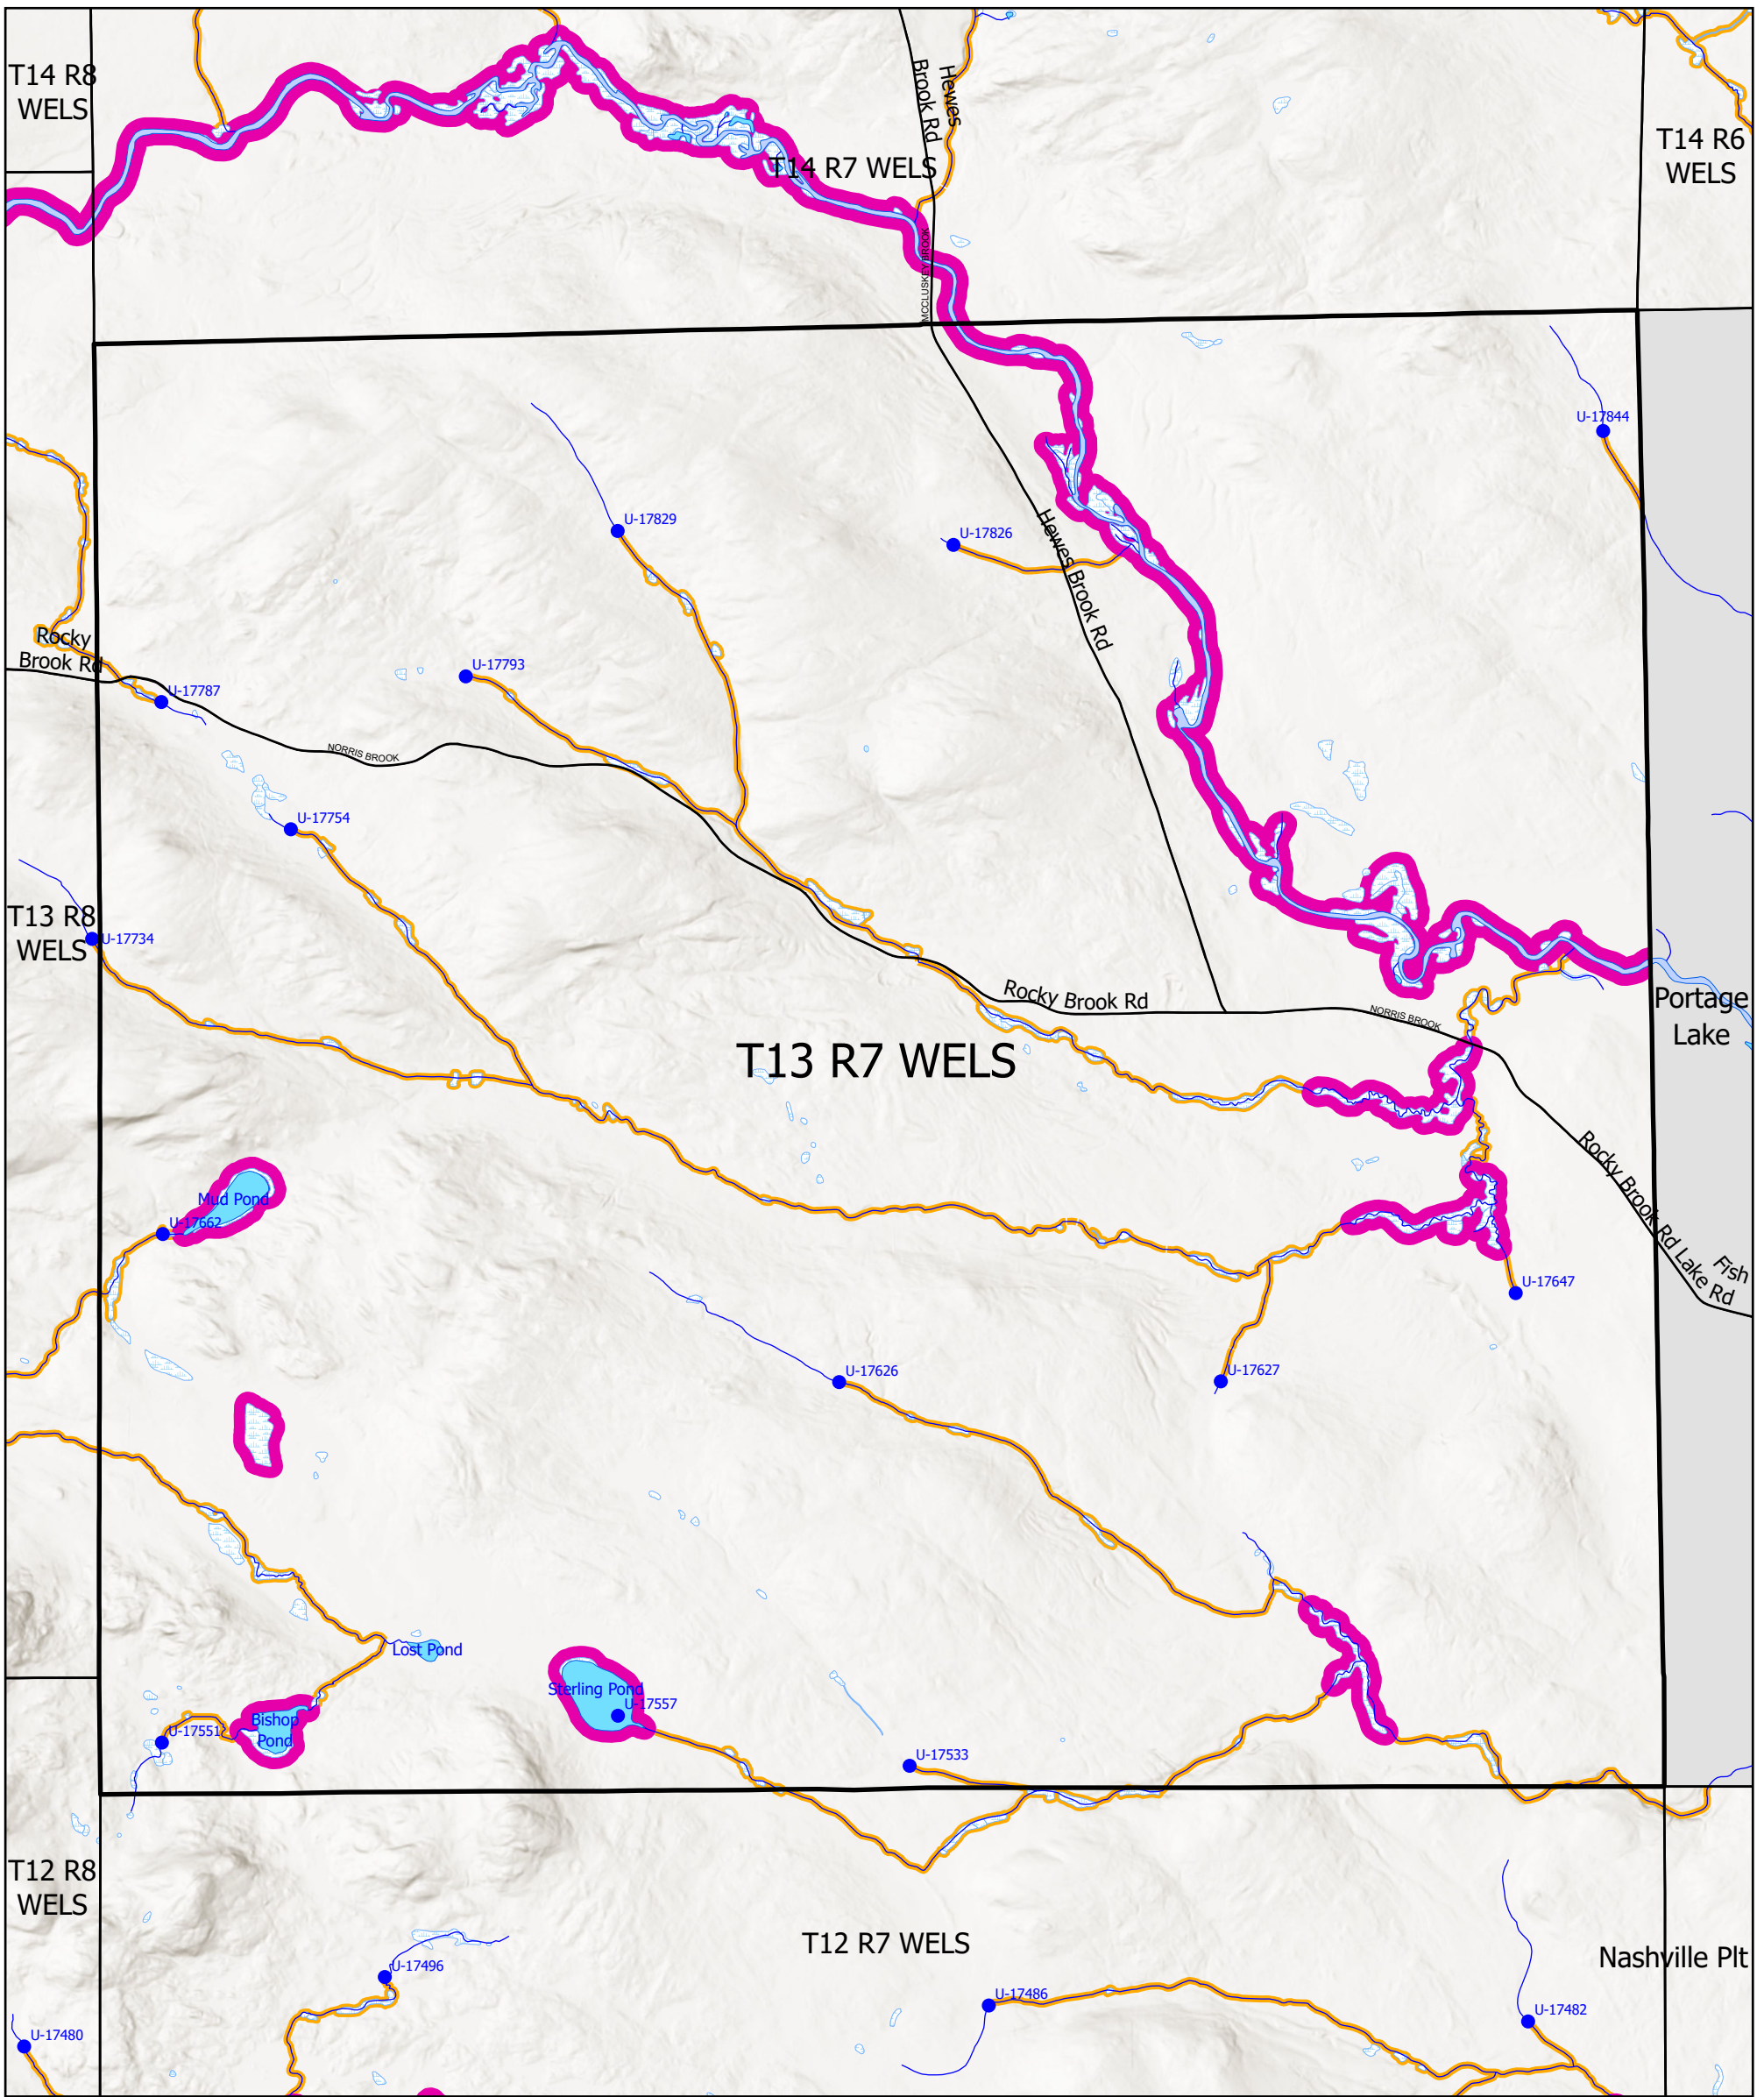 T14 R8
WELS
Hewes
Brook Rd
T14 R7 WELS
T14 R6
WELS
MCCLUSKEY BROOK
U-17844
U-17829
U-17826
Hewes Brook Rd
Rocky
Brook Rd
U-17793
U-17787
NORRIS BROOK
U-17754
T13 R8
WELS
U-17734
Rocky Brook Rd
NORRIS BROOK
Portage
Lake
T13 R7 WELS
Rocky Brook Rd
Mud Pond
U-17662
Fish
Lake Rd
U-17647
U-17626
U-17627
Lost Pond
Sterling Pond
U-17557
Bishop
Pond
U-17551
U-17533
T12 R8
WELS
T12 R7 WELS
Nashville Plt
U-17496
U-17486
U-17482
U-17480